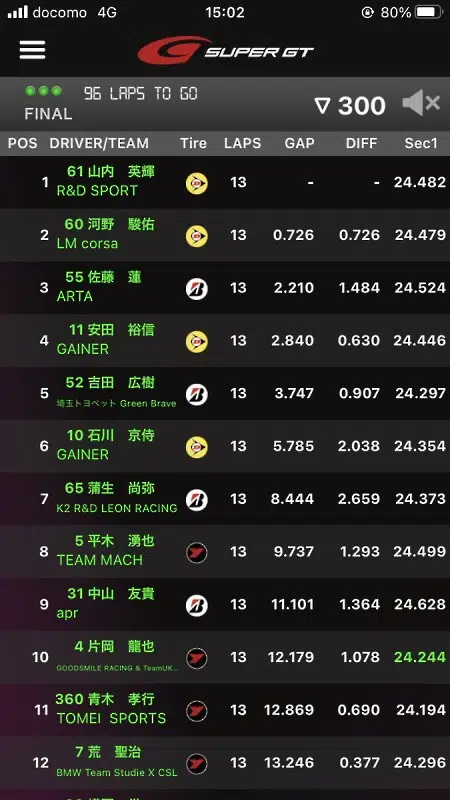 docomo 4G 15:02 80%
SUPER GT
96 LAPS TO GO
FINAL ▽ 300
POS DRIVER/TEAM Tire LAPS GAP DIFF Sec1
1 61 山内 英輝 R&D SPORT 13 - - 24.482
2 60 河野 駿佑 LM corsa 13 0.726 0.726 24.479
3 55 佐藤 蓮 ARTA 13 2.210 1.484 24.524
4 11 安田 裕信 GAINER 13 2.840 0.630 24.446
5 52 吉田 広樹 埼玉トヨペット Green Brave 13 3.747 0.907 24.297
6 10 石川 京侍 GAINER 13 5.785 2.038 24.354
7 65 蒲生 尚弥 K2 R&D LEON RACING 13 8.444 2.659 24.373
8 5 平木 湧也 TEAM MACH 13 9.737 1.293 24.499
9 31 中山 友貴 apr 13 11.101 1.364 24.628
10 4 片岡 龍也 GOODSMILE RACING & TeamUK... 13 12.179 1.078 24.244
11 360 青木 孝行 TOMEI SPORTS 13 12.869 0.690 24.194
12 7 荒 聖治 BMW Team Studie X CSL 13 13.246 0.377 24.296